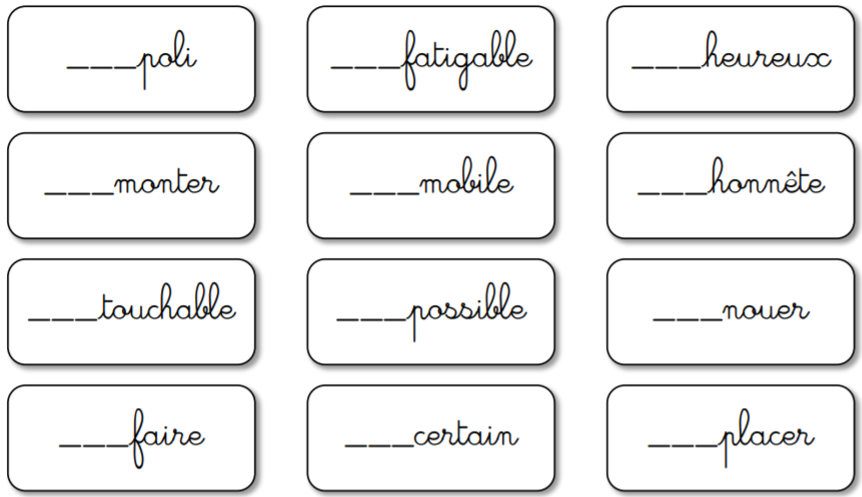 ___poli
___fatigable
___heureux
___monter
___mobile
___honnête
___touchable
___possible
___nouer
___faire
___certain
___placer